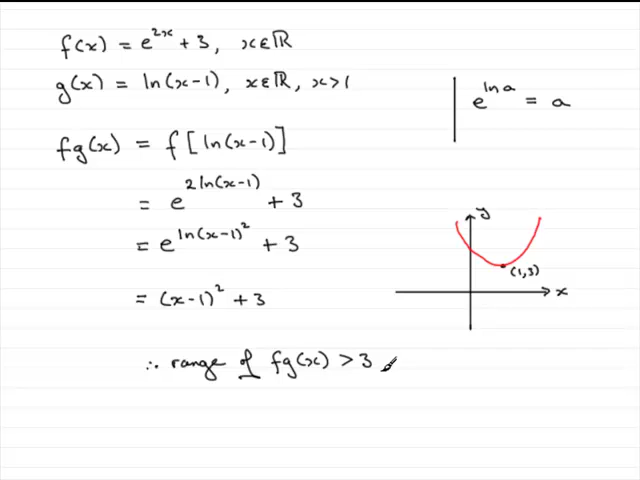 f(x) = e^{2x} + 3, x∈ℝ
g(x) = ln(x-1), x∈ℝ, x>1
e^{ln a} = a
fg(x) = f[ln(x-1)]
= e^{2ln(x-1)} + 3
= e^{ln(x-1)^2} + 3
= (x-1)^2 + 3
y
(1,3)
x
∴ range of fg(x) > 3